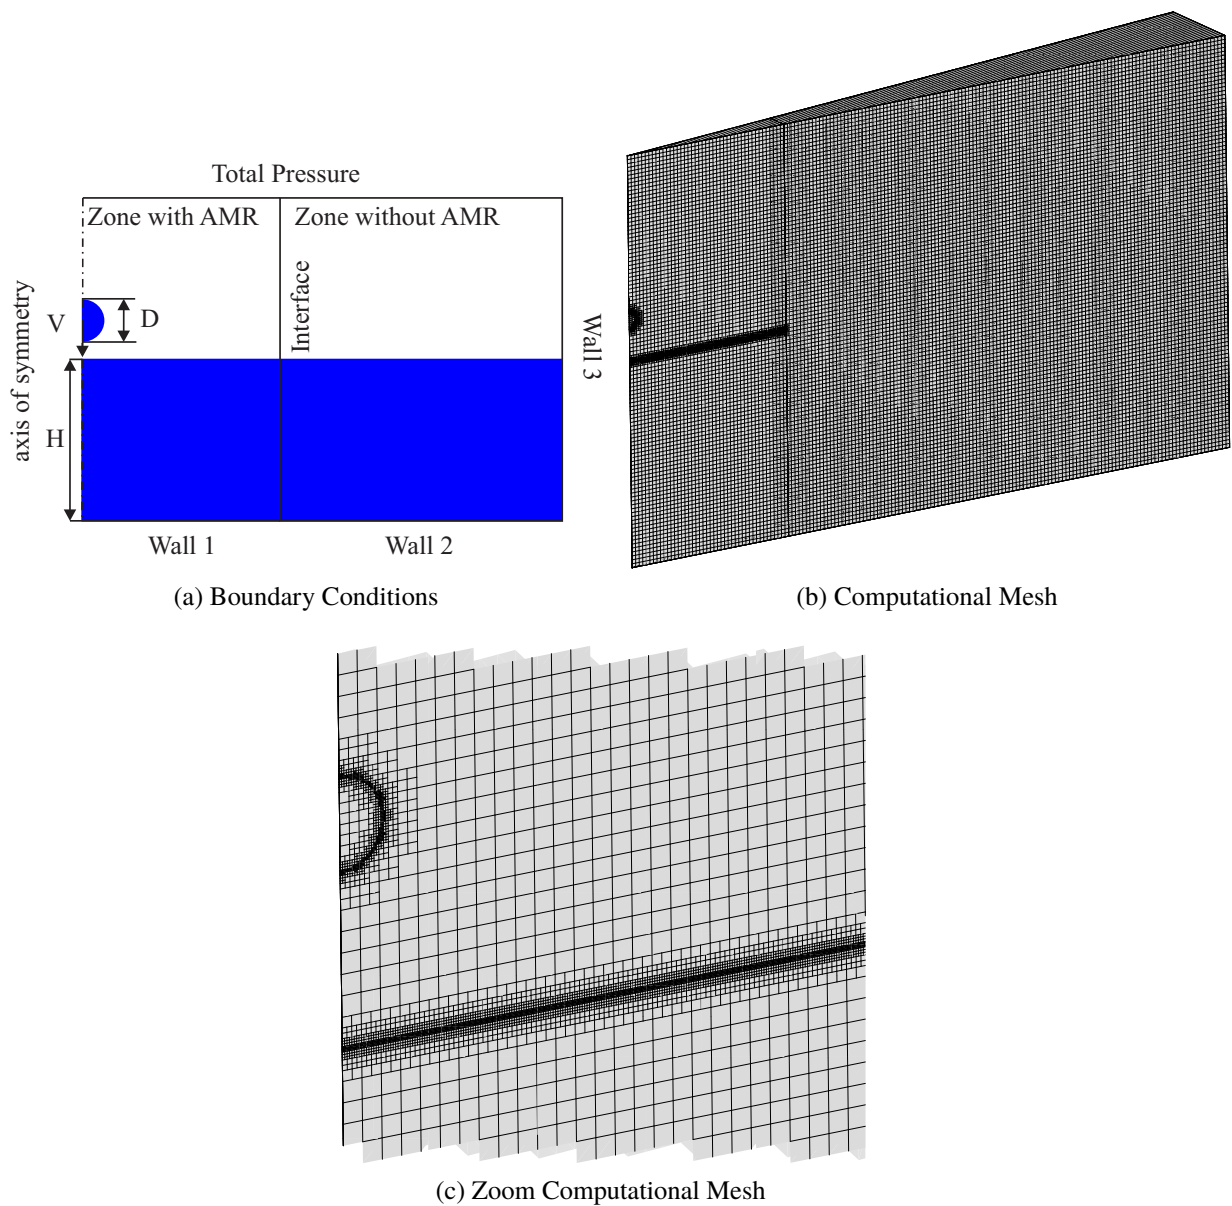 Total Pressure
Zone with AMR
Zone without AMR
axis of symmetry
V
D
Interface
Wall 3
H
Wall 1
Wall 2
(a) Boundary Conditions
(b) Computational Mesh
(c) Zoom Computational Mesh